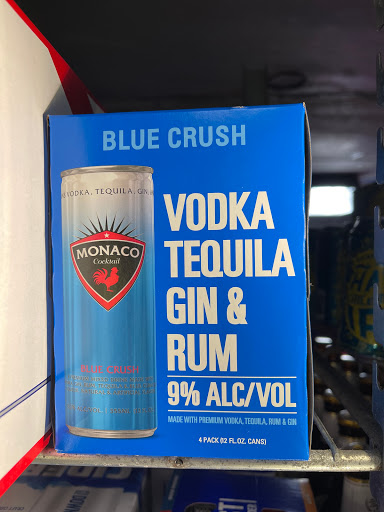 BLUE CRUSH
VODKA, TEQUILA, GIN,
MONACO
Cocktail
BLUE CRUSH
VODKA
TEQUILA
GIN &
RUM
9% ALC/VOL
MADE WITH PREMIUM VODKA, TEQUILA, RUM & GIN
4 PACK (12 FL. OZ. CANS)